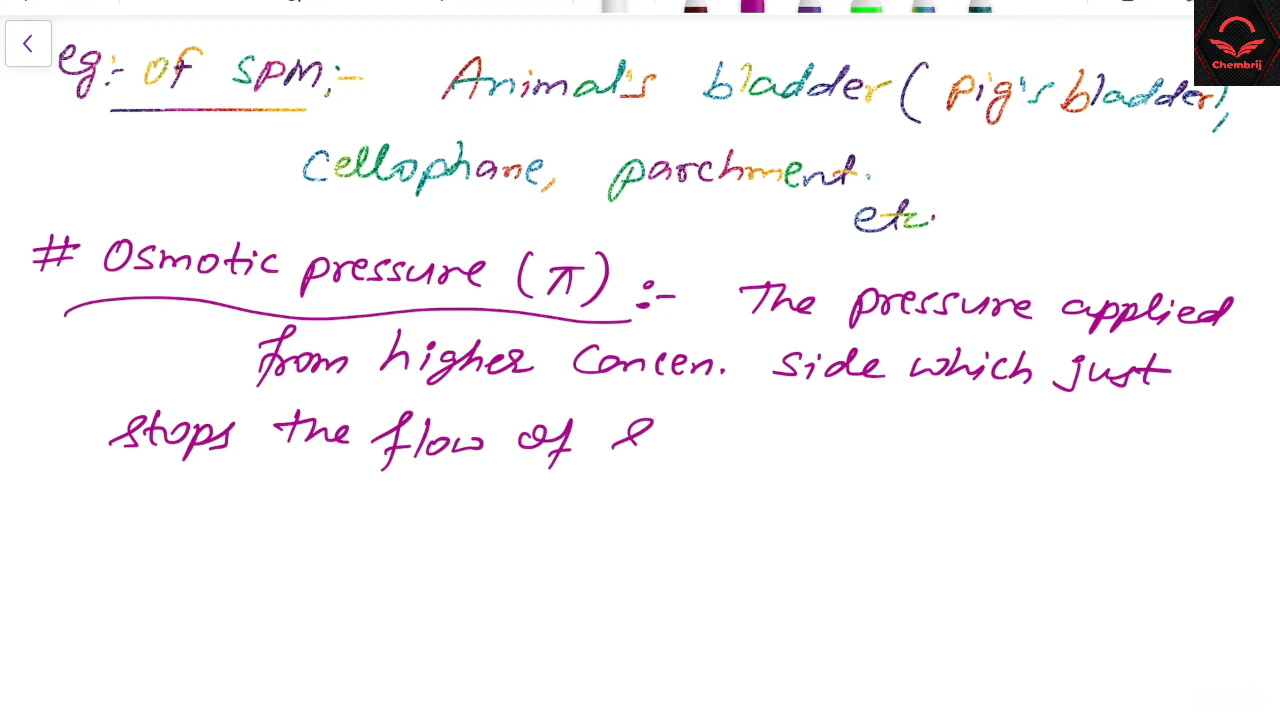 Chembrij
eg:- of SPM:- Animal's bladder (pig's bladder),
Cellophane, parchment.
etc.
# Osmotic pressure (π) :- The pressure applied
from higher Concen. side which just
stops the flow of s